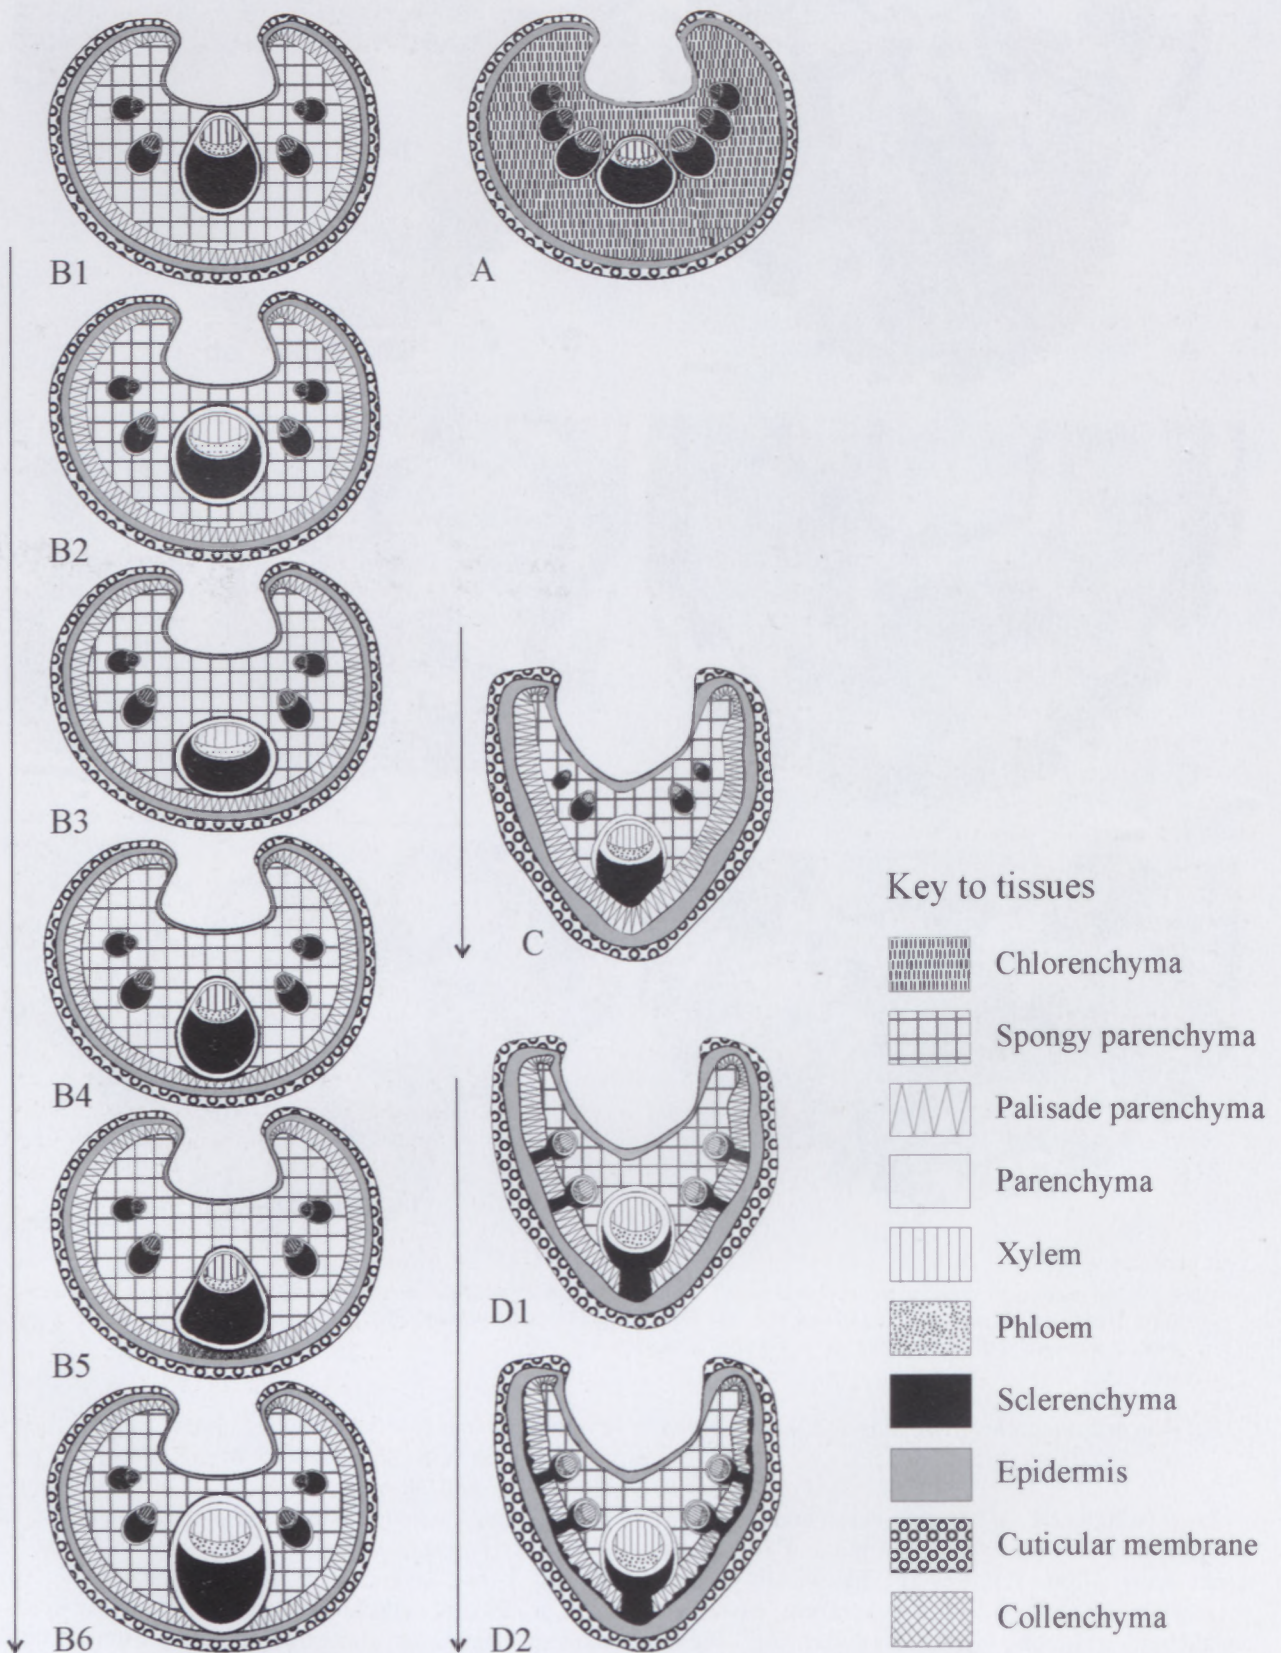 B1
A
B2
B3
B4
C
B5
D1
B6
D2
Key to tissues
Chlorenchyma
Spongy parenchyma
Palisade parenchyma
Parenchyma
Xylem
Phloem
Sclerenchyma
Epidermis
Cuticular membrane
Collenchyma